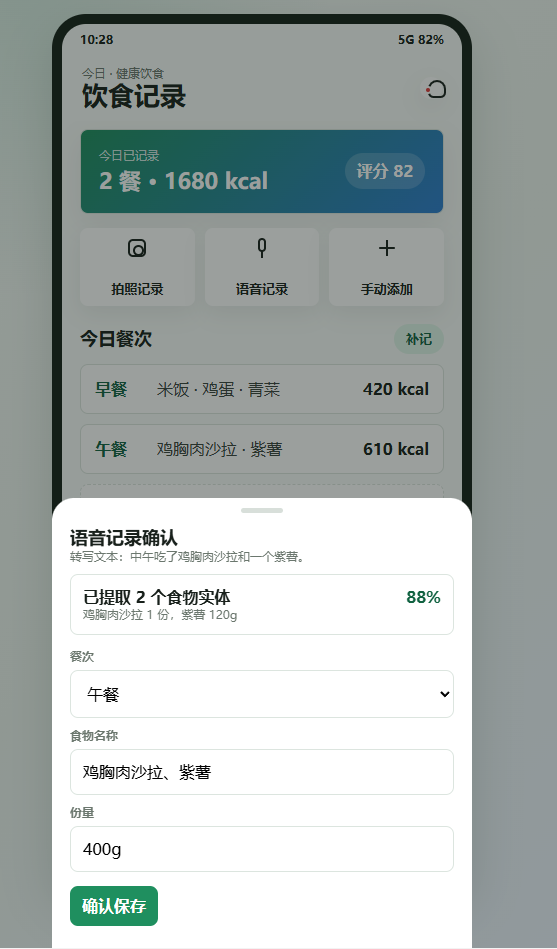 10:28
5G 82%
今日 · 健康饮食
饮食记录
今日已记录
2 餐 • 1680 kcal
评分 82
拍照记录
语音记录
手动添加
今日餐次
补记
早餐 米饭 · 鸡蛋 · 青菜 420 kcal
午餐 鸡胸肉沙拉 · 紫薯 610 kcal
语音记录确认
转写文本：中午吃了鸡胸肉沙拉和一个紫薯。
已提取 2 个食物实体
88%
鸡胸肉沙拉 1 份，紫薯 120g
餐次
午餐
食物名称
鸡胸肉沙拉、紫薯
份量
400g
确认保存